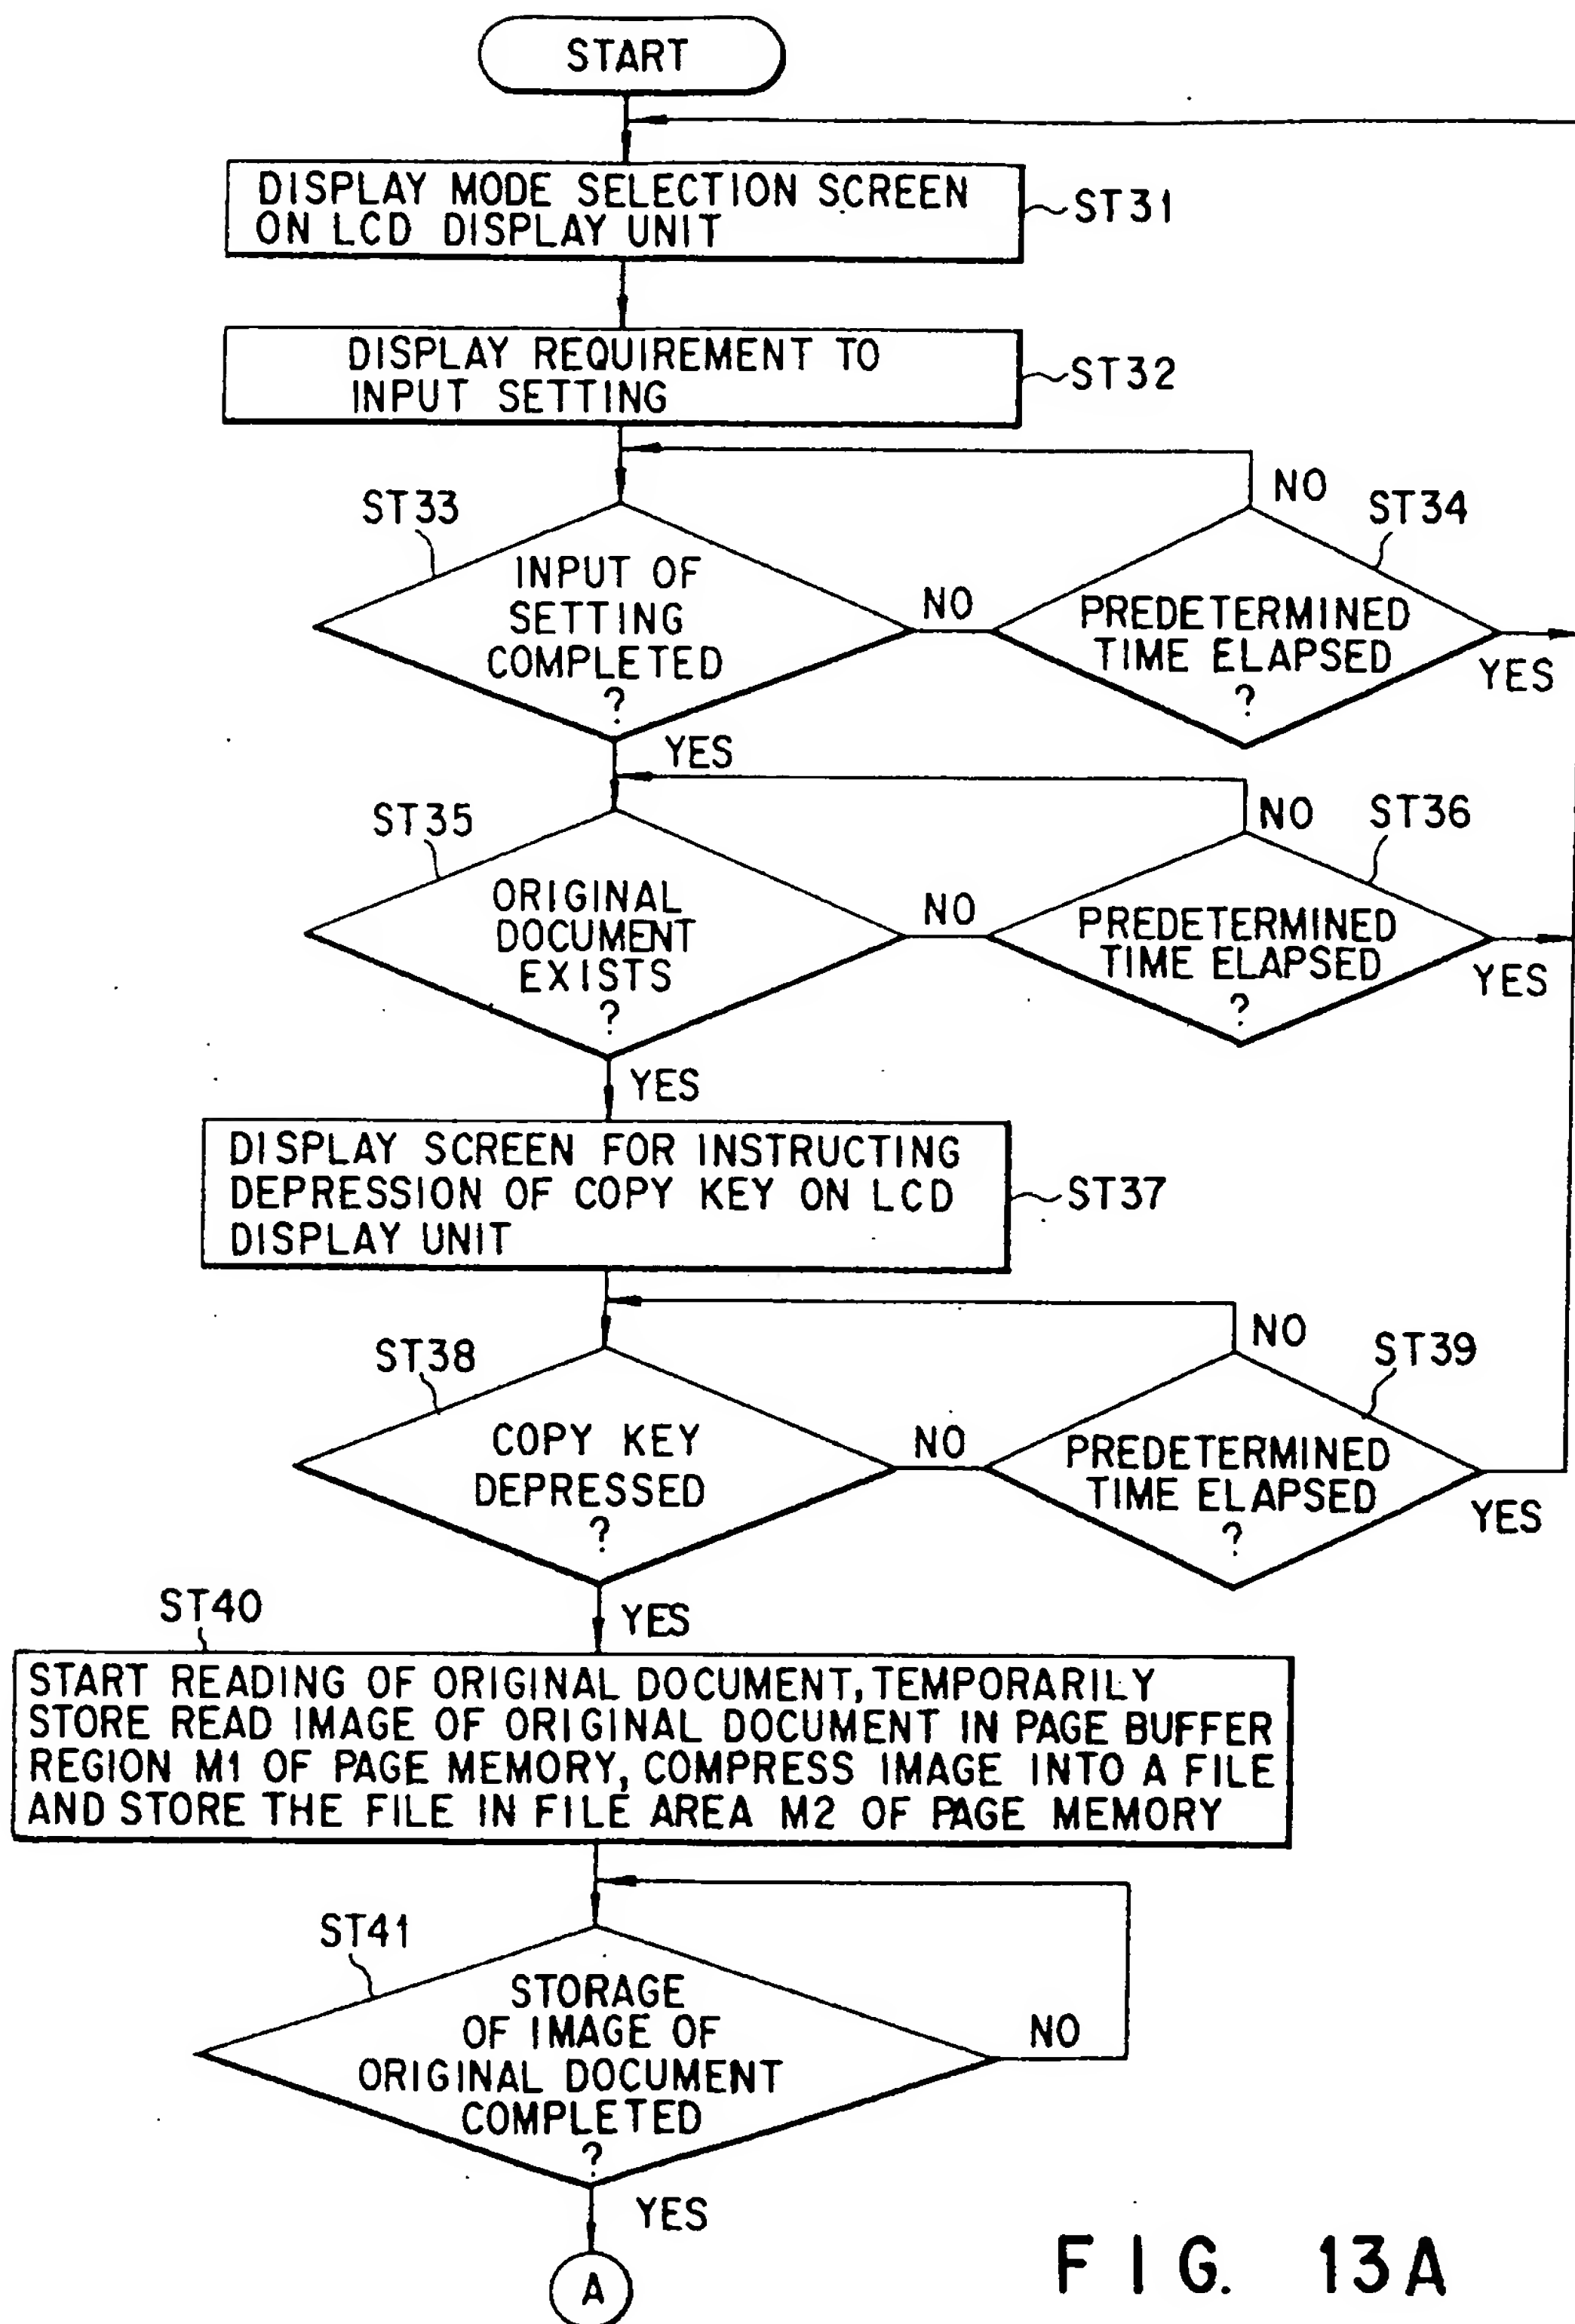 START
DISPLAY MODE SELECTION SCREEN
ON LCD DISPLAY UNIT
ST31
DISPLAY REQUIREMENT TO
INPUT SETTING
ST32
ST33
INPUT OF
SETTING
COMPLETED
?
NO
NO
ST34
PREDETERMINED
TIME ELAPSED
?
YES
YES
ST35
ORIGINAL
DOCUMENT
EXISTS
?
NO
NO
ST36
PREDETERMINED
TIME ELAPSED
?
YES
YES
DISPLAY SCREEN FOR INSTRUCTING
DEPRESSION OF COPY KEY ON LCD
DISPLAY UNIT
ST37
ST38
COPY KEY
DEPRESSED
?
NO
NO
ST39
PREDETERMINED
TIME ELAPSED
?
YES
YES
ST40
START READING OF ORIGINAL DOCUMENT, TEMPORARILY
STORE READ IMAGE OF ORIGINAL DOCUMENT IN PAGE BUFFER
REGION M1 OF PAGE MEMORY, COMPRESS IMAGE INTO A FILE
AND STORE THE FILE IN FILE AREA M2 OF PAGE MEMORY
ST41
STORAGE
OF IMAGE OF
ORIGINAL DOCUMENT
COMPLETED
?
NO
YES
A
FIG. 13A